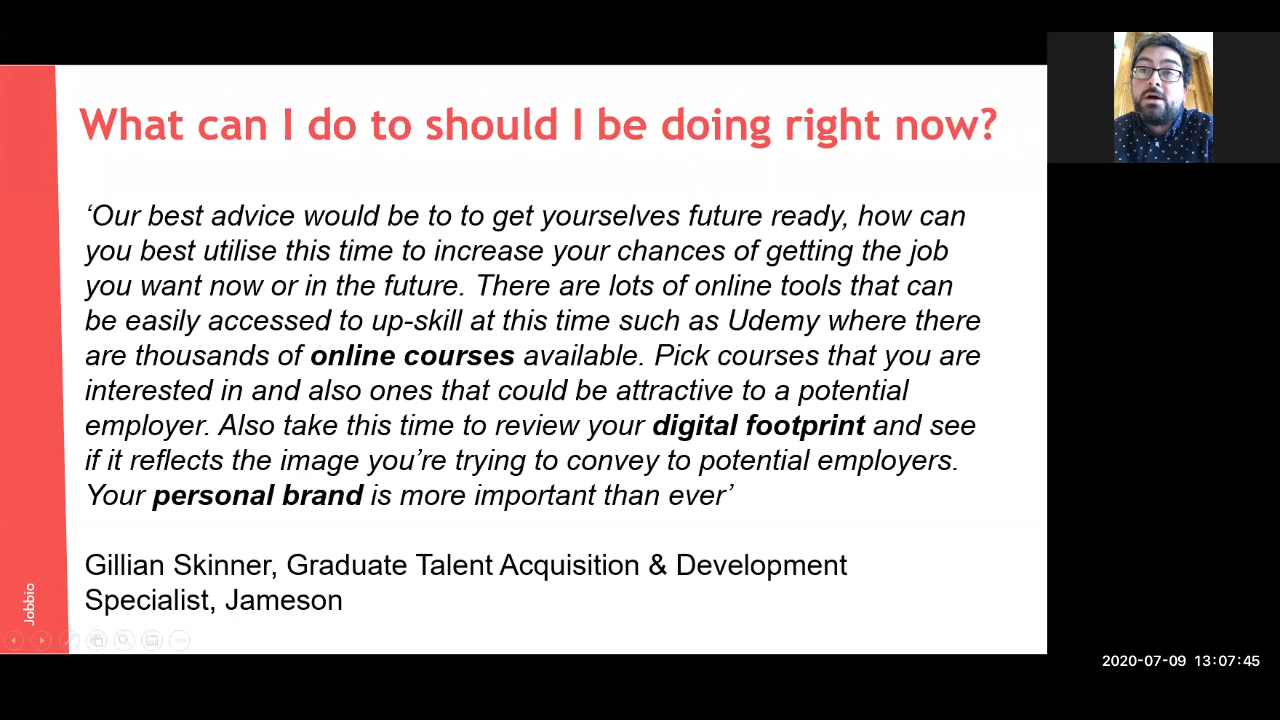 What can I do to should I be doing right now?
‘Our best advice would be to to get yourselves future ready, how can
you best utilise this time to increase your chances of getting the job
you want now or in the future. There are lots of online tools that can
be easily accessed to up-skill at this time such as Udemy where there
are thousands of online courses available. Pick courses that you are
interested in and also ones that could be attractive to a potential
employer. Also take this time to review your digital footprint and see
if it reflects the image you’re trying to convey to potential employers.
Your personal brand is more important than ever’
Gillian Skinner, Graduate Talent Acquisition & Development
Specialist, Jameson
Jobbio
2020-07-09 13:07:45